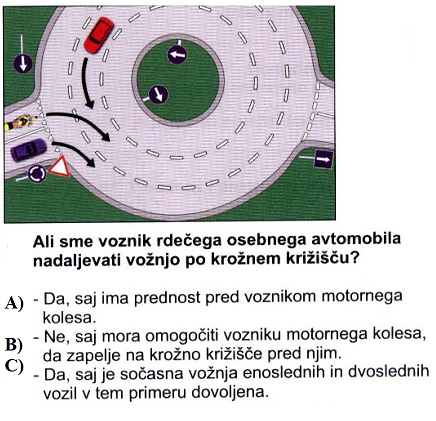 Ali sme voznik rdečega osebnega avtomobila
nadaljevati vožnjo po krožnem križišču?
A) - Da, saj ima prednost pred voznikom motornega
kolesa.
B) - Ne, saj mora omogočiti vozniku motornega kolesa,
da zapelje na krožno križišče pred njim.
C) - Da, saj je sočasna vožnja enoslednih in dvoslednih
vozil v tem primeru dovoljena.